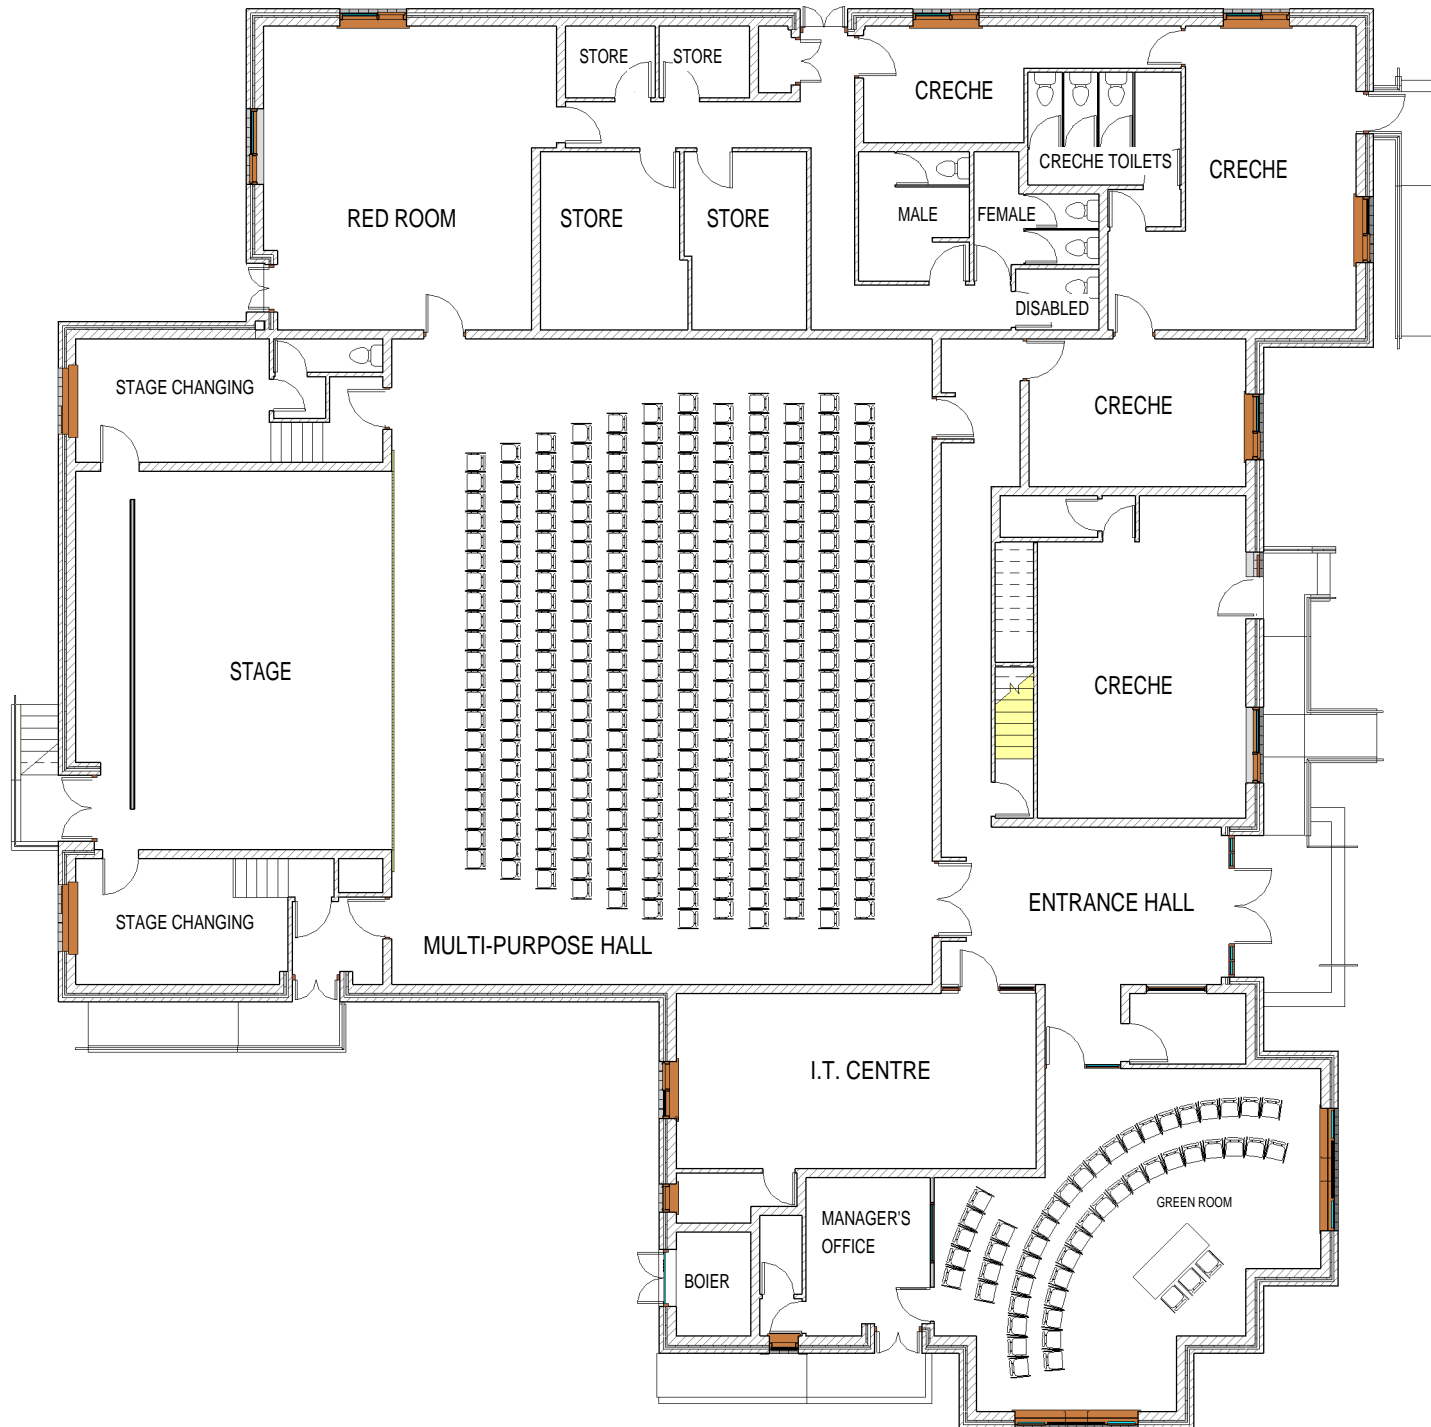 STORE
STORE
CRECHE
CRECHE TOILETS
CRECHE
RED ROOM
STORE
STORE
MALE
FEMALE
DISABLED
STAGE CHANGING
CRECHE
STAGE
CRECHE
STAGE CHANGING
MULTI-PURPOSE HALL
ENTRANCE HALL
I.T. CENTRE
GREEN ROOM
MANAGER'S
OFFICE
BOIER